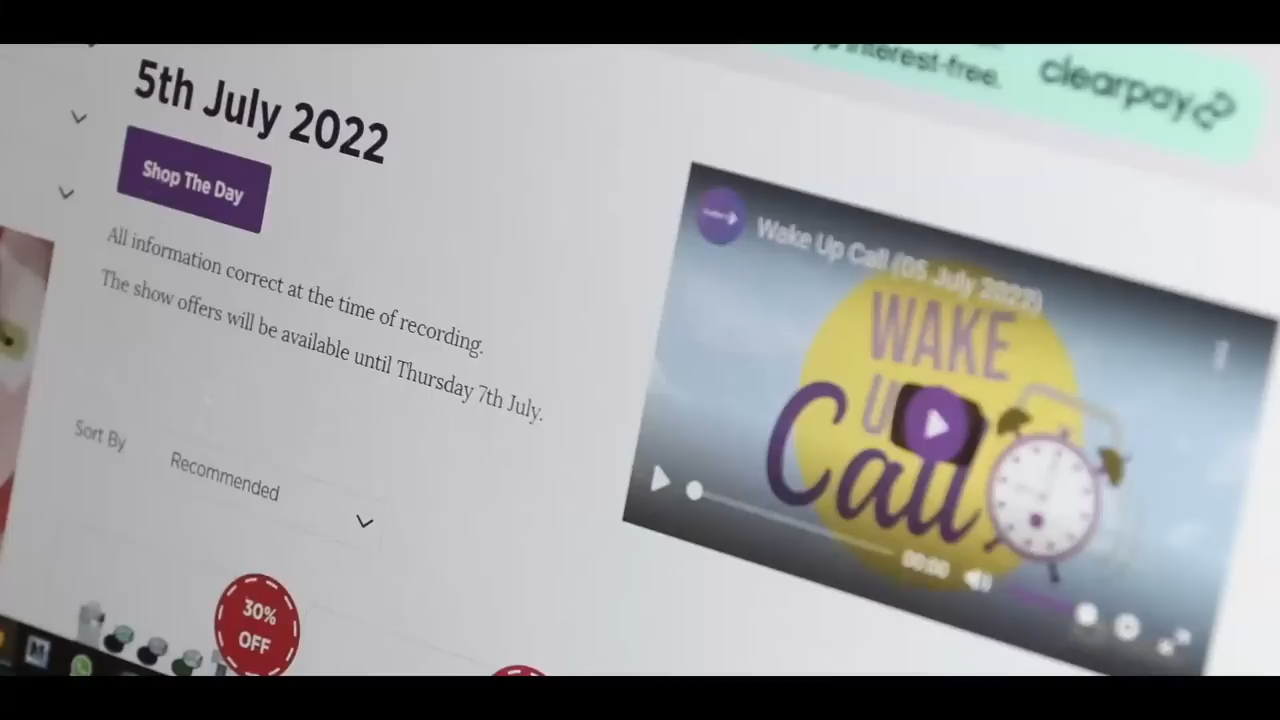 5th July 2022
Shop The Day
All information correct at the time of recording.
The show offers will be available until Thursday 7th July.
Sort By
Recommended
30%
OFF
interest-free.
clearpay
Wake Up Call (05 July 2022)
WAKE
U
Call
00:00